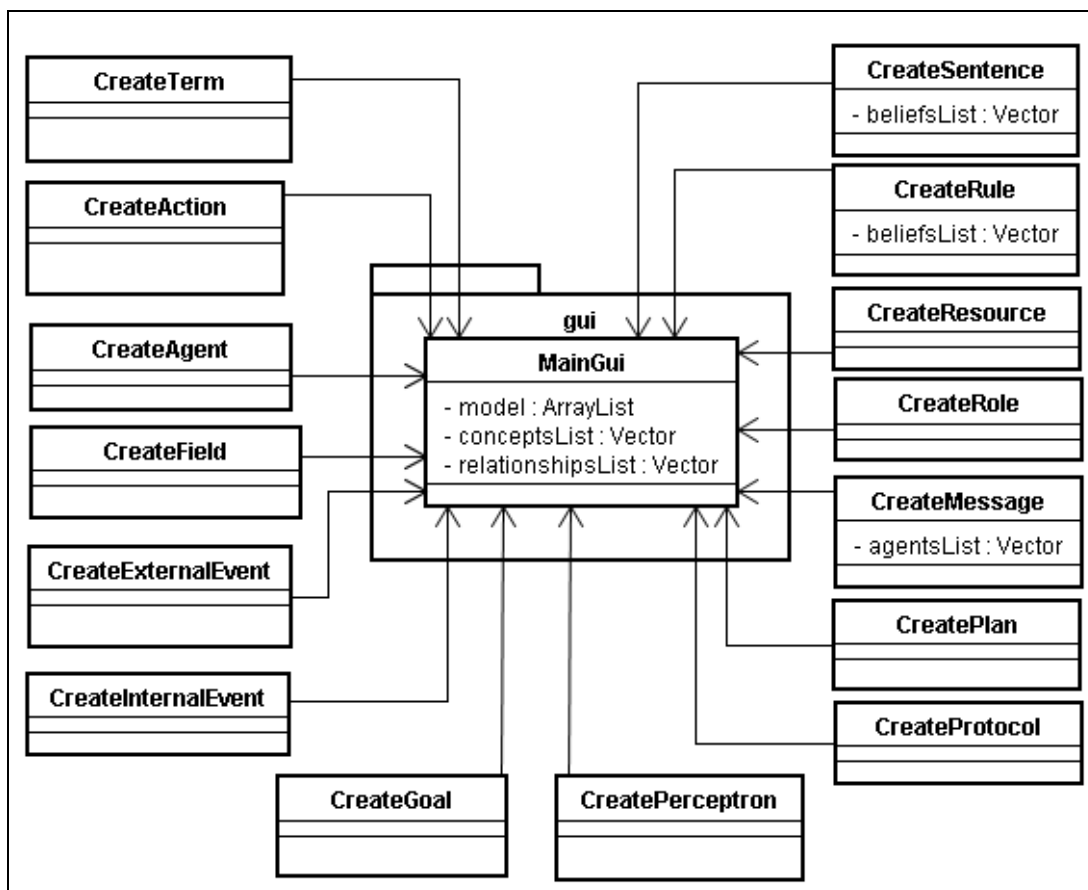 CreateTerm
CreateAction
CreateAgent
CreateField
CreateExternalEvent
CreateInternalEvent
CreateGoal
CreatePerceptron
gui
MainGui
- model : ArrayList
- conceptsList : Vector
- relationshipsList : Vector
CreateSentence
- beliefsList : Vector
CreateRule
- beliefsList : Vector
CreateResource
CreateRole
CreateMessage
- agentsList : Vector
CreatePlan
CreateProtocol